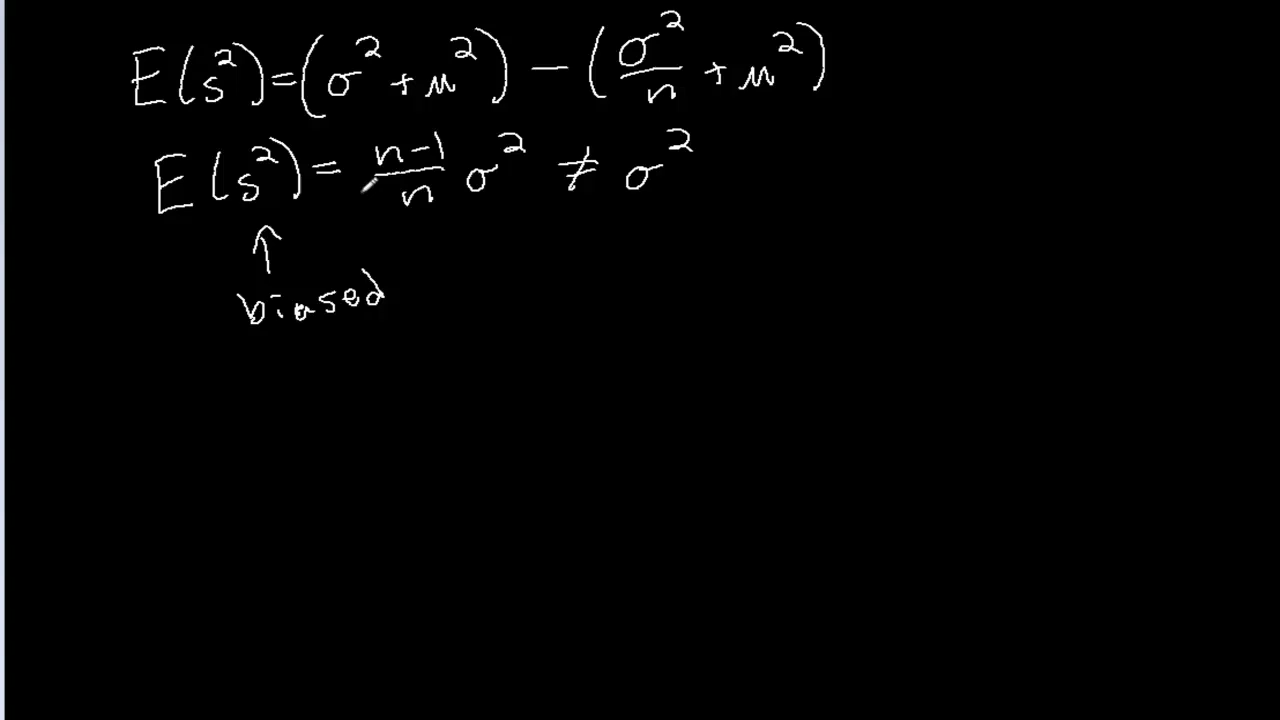 E(s²) = (σ² + μ²) − (σ²/n + μ²)
E(s²) = n−1/n σ² ≠ σ²
↑
biased